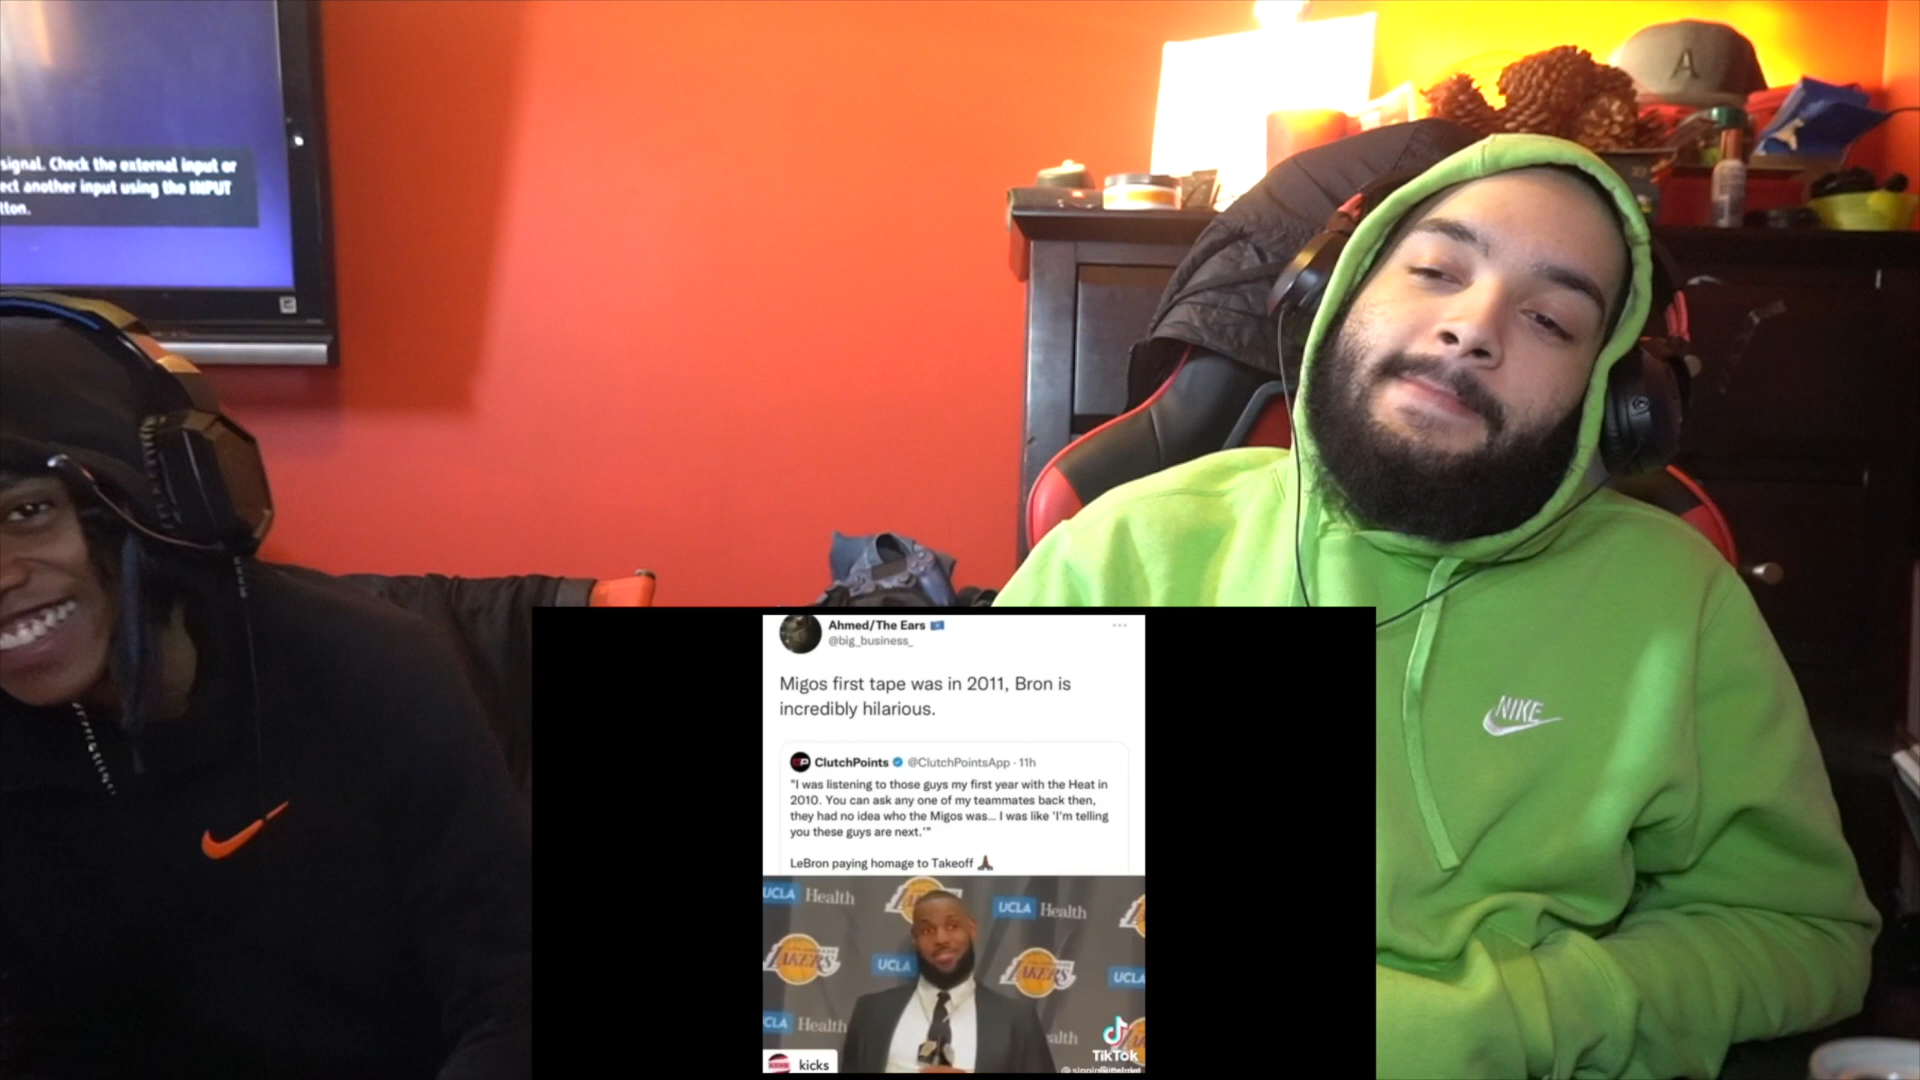 signal. Check the external input or
ect another input using the INPUT
tton.
A
NIKE
Ahmed/The Ears
@big_business_
Migos first tape was in 2011, Bron is
incredibly hilarious.
ClutchPoints @ClutchPointsApp · 11h
"I was listening to those guys my first year with the Heat in
2010. You can ask any one of my teammates back then,
they had no idea who the Migos was... I was like 'I'm telling
you these guys are next.'"
LeBron paying homage to Takeoff
UCLA Health
UCLA Health
LAKERS
UCLA
LAKERS
UCLA
CLA Health
alth
TikTok
kicks